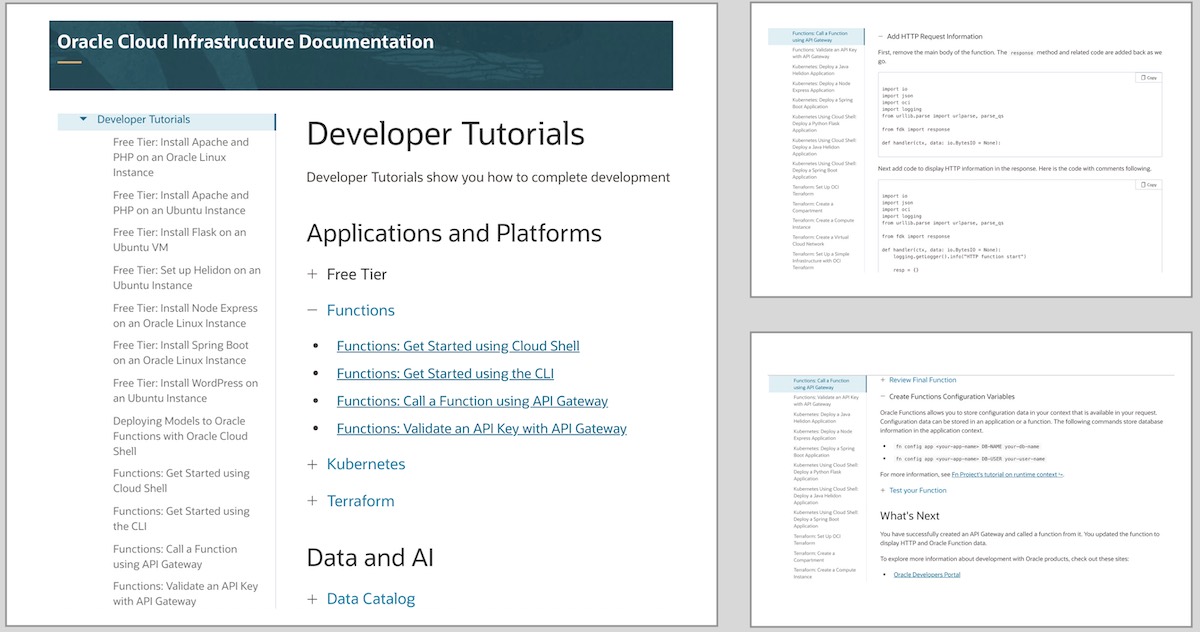 Oracle Cloud Infrastructure Documentation
Developer Tutorials
Free Tier: Install Apache and
PHP on an Oracle Linux
Instance
Free Tier: Install Apache and
PHP on an Ubuntu Instance
Free Tier: Install Flask on an
Ubuntu VM
Free Tier: Set up Helidon on an
Ubuntu Instance
Free Tier: Install Node Express
on an Oracle Linux Instance
Free Tier: Install Spring Boot
on an Oracle Linux Instance
Free Tier: Install WordPress on
an Ubuntu Instance
Deploying Models to Oracle
Functions with Oracle Cloud
Shell
Functions: Get Started using
Cloud Shell
Functions: Get Started using
the CLI
Functions: Call a Function
using API Gateway
Functions: Validate an API Key
with API Gateway
Developer Tutorials
Developer Tutorials show you how to complete development
Applications and Platforms
+ Free Tier
— Functions
• Functions: Get Started using Cloud Shell
• Functions: Get Started using the CLI
• Functions: Call a Function using API Gateway
• Functions: Validate an API Key with API Gateway
+ Kubernetes
+ Terraform
Data and AI
+ Data Catalog
Functions: Call a Function
using API Gateway
Functions: Validate an API Key
with API Gateway
Kubernetes: Deploy a Java
Helidon Application
Kubernetes: Deploy a Node
Express Application
Kubernetes: Deploy a Spring
Boot Application
Kubernetes Using Cloud Shell:
Deploy a Python Flask
Application
Kubernetes Using Cloud Shell:
Deploy a Java Helidon
Application
Kubernetes Using Cloud Shell:
Deploy a Spring Boot
Application
Terraform: Set Up OCI
Terraform
Terraform: Create a
Compartment
Terraform: Create a Compute
Instance
Terraform: Create a Virtual
Cloud Network
Terraform: Set Up a Simple
Infrastructure with OCI
Terraform
— Add HTTP Request Information
First, remove the main body of the function. The response method and related code are added back as we
go.
Copy
import io
import json
import oci
import logging
from urllib.parse import urlparse, parse_qs
from fdk import response
def handler(ctx, data: io.BytesIO = None):
Next add code to display HTTP information in the response. Here is the code with comments following.
Copy
import io
import json
import oci
import logging
from urllib.parse import urlparse, parse_qs
from fdk import response
def handler(ctx, data: io.BytesIO = None):
logging.getLogger().info("HTTP function start")
resp = {}
Functions: Call a Function
using API Gateway
Functions: Validate an API Key
with API Gateway
Kubernetes: Deploy a Java
Helidon Application
Kubernetes: Deploy a Node
Express Application
Kubernetes: Deploy a Spring
Boot Application
Kubernetes Using Cloud Shell:
Deploy a Python Flask
Application
Kubernetes Using Cloud Shell:
Deploy a Java Helidon
Application
Kubernetes Using Cloud Shell:
Deploy a Spring Boot
Application
Terraform: Set Up OCI
Terraform
Terraform: Create a
Compartment
Terraform: Create a Compute
Instance
+ Review Final Function
— Create Functions Configuration Variables
Oracle Functions allows you to store configuration data in your context that is available in your request.
Configuration data can be stored in an application or a function. The following commands store database
information in the application context.
• fn config app <your-app-name> DB-NAME your-db-name
• fn config app <your-app-name> DB-USER your-user-name
For more information, see Fn Project's tutorial on runtime context.
+ Test your Function
What's Next
You have successfully created an API Gateway and called a function from it. You updated the function to
display HTTP and Oracle Function data.
To explore more information about development with Oracle products, check out these sites:
• Oracle Developers Portal